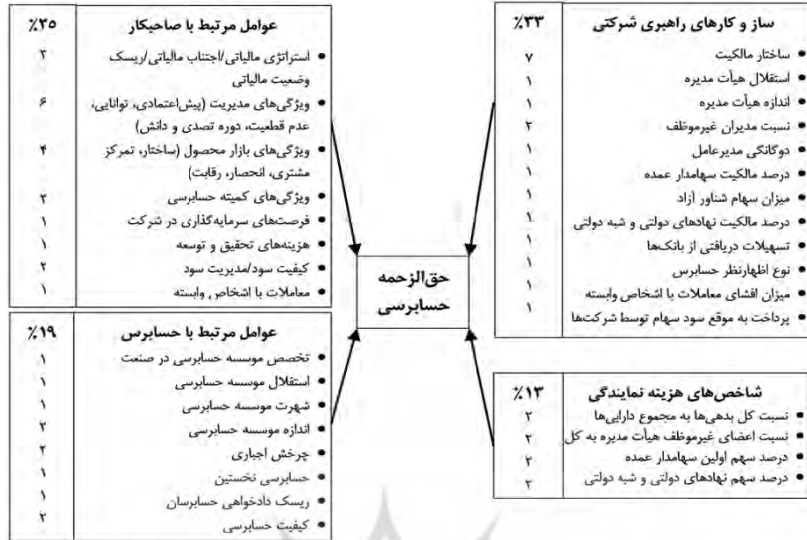 ساز و کارهای راهبری شرکتی ٪۳۳
ساختار مالکیت ۷
استقلال هیأت مدیره ۱
اندازه هیأت مدیره ۱
نسبت مدیران غیرموظف ۲
دوگانگی مدیرعامل ۱
درصد مالکیت سهامدار عمده ۱
میزان سهام شناور آزاد ۱
درصد مالکیت نهادهای دولتی و شبه دولتی ۱
تسهیلات دریافتی از بانک‌ها ۱
نوع اظهارنظر حسابرس ۱
میزان افشای معاملات با اشخاص وابسته ۱
پرداخت به موقع سود سهام توسط شرکت‌ها ۱
عوامل مرتبط با صاحبکار ٪۳۵
استراتژی مالیاتی/اجتناب مالیاتی/ریسک ۲
وضعیت مالیاتی
ویژگی‌های مدیریت (پیش‌اعتمادی، توانایی، ۶
عدم قطعیت، دوره تصدی و دانش)
ویژگی‌های بازار محصول (ساختار، تمرکز ۴
مشتری، انحصار، رقابت)
ویژگی‌های کمیته حسابرسی ۲
فرصت‌های سرمایه‌گذاری در شرکت ۱
هزینه‌های تحقیق و توسعه ۱
کیفیت سود/مدیریت سود ۲
معاملات با اشخاص وابسته ۱
حق‌الزحمه
حسابرسی
شاخص‌های هزینه نمایندگی ٪۱۳
نسبت کل بدهی‌ها به مجموع دارایی‌ها ۲
نسبت اعضای غیرموظف هیأت مدیره به کل ۲
درصد سهم اولین سهامدار عمده ۲
درصد سهم نهادهای دولتی و شبه دولتی ۲
عوامل مرتبط با حسابرس ٪۱۹
تخصص موسسه حسابرسی در صنعت ۱
استقلال موسسه حسابرسی ۱
شهرت موسسه حسابرسی ۱
اندازه موسسه حسابرسی ۲
چرخش اجباری ۲
حسابرسی نخستین ۱
ریسک دادخواهی حسابرسان ۱
کیفیت حسابرسی ۲